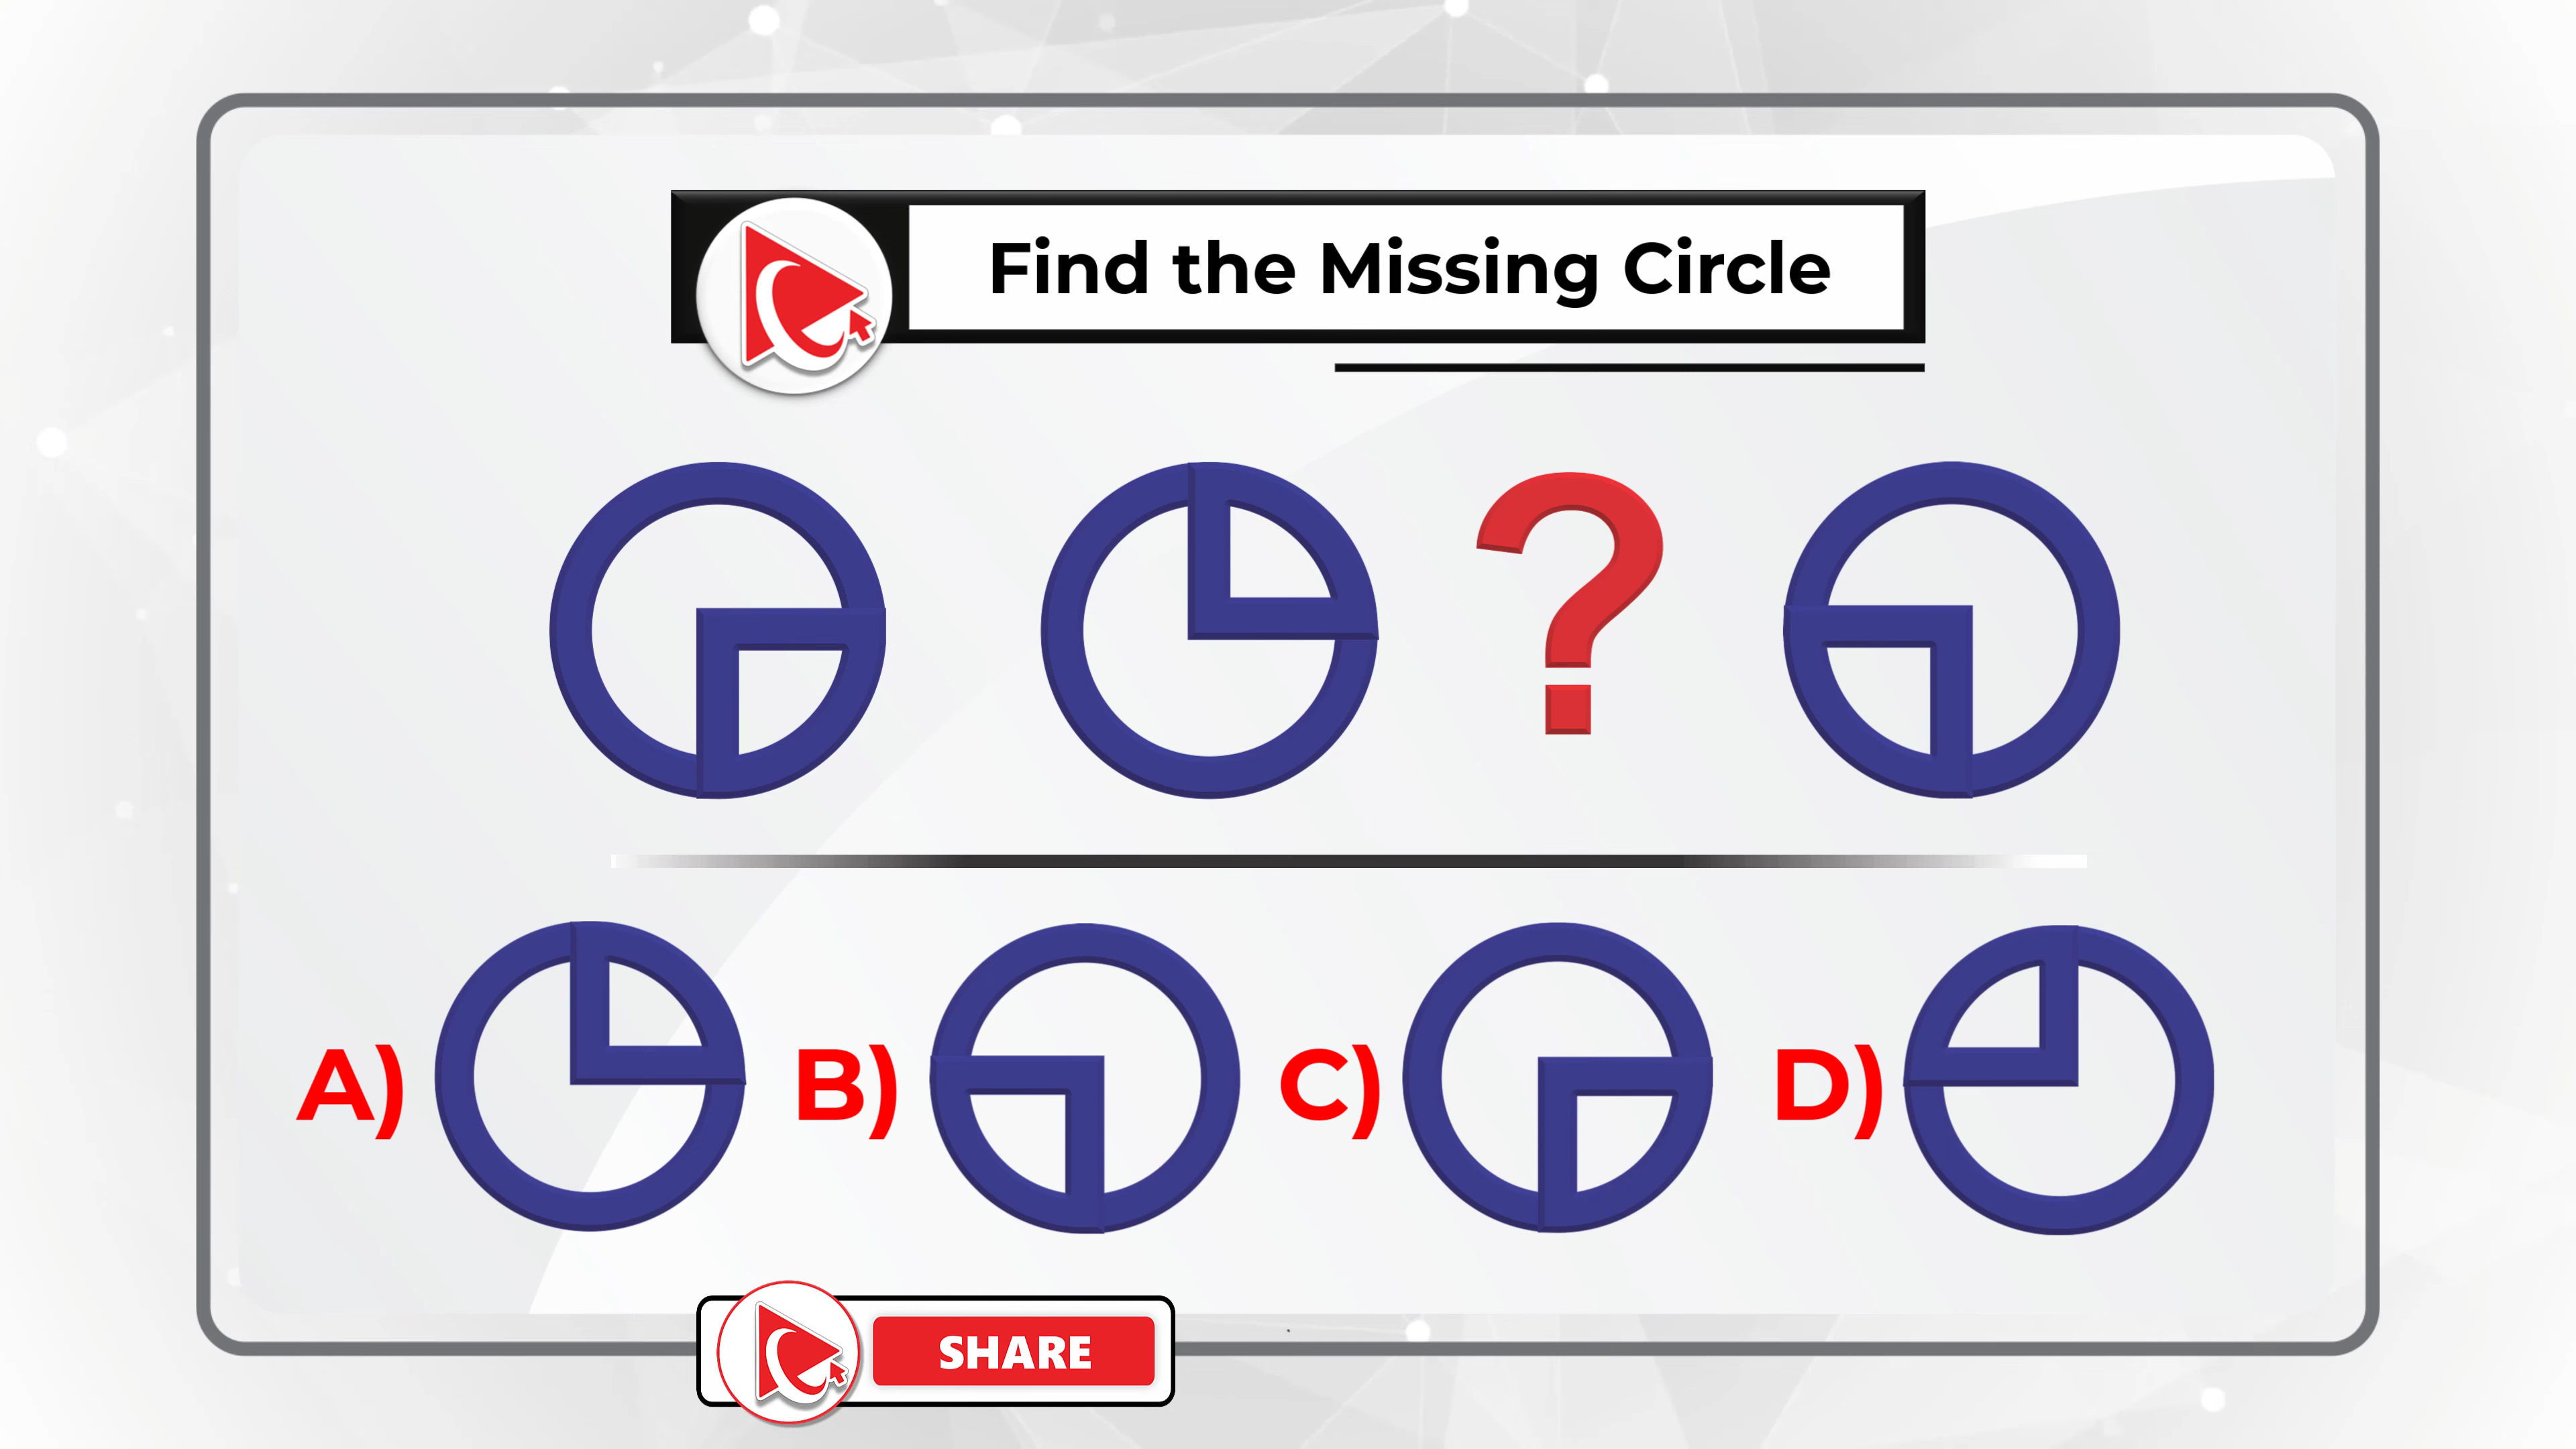 Find the Missing Circle
?
A)
B)
C)
D)
SHARE